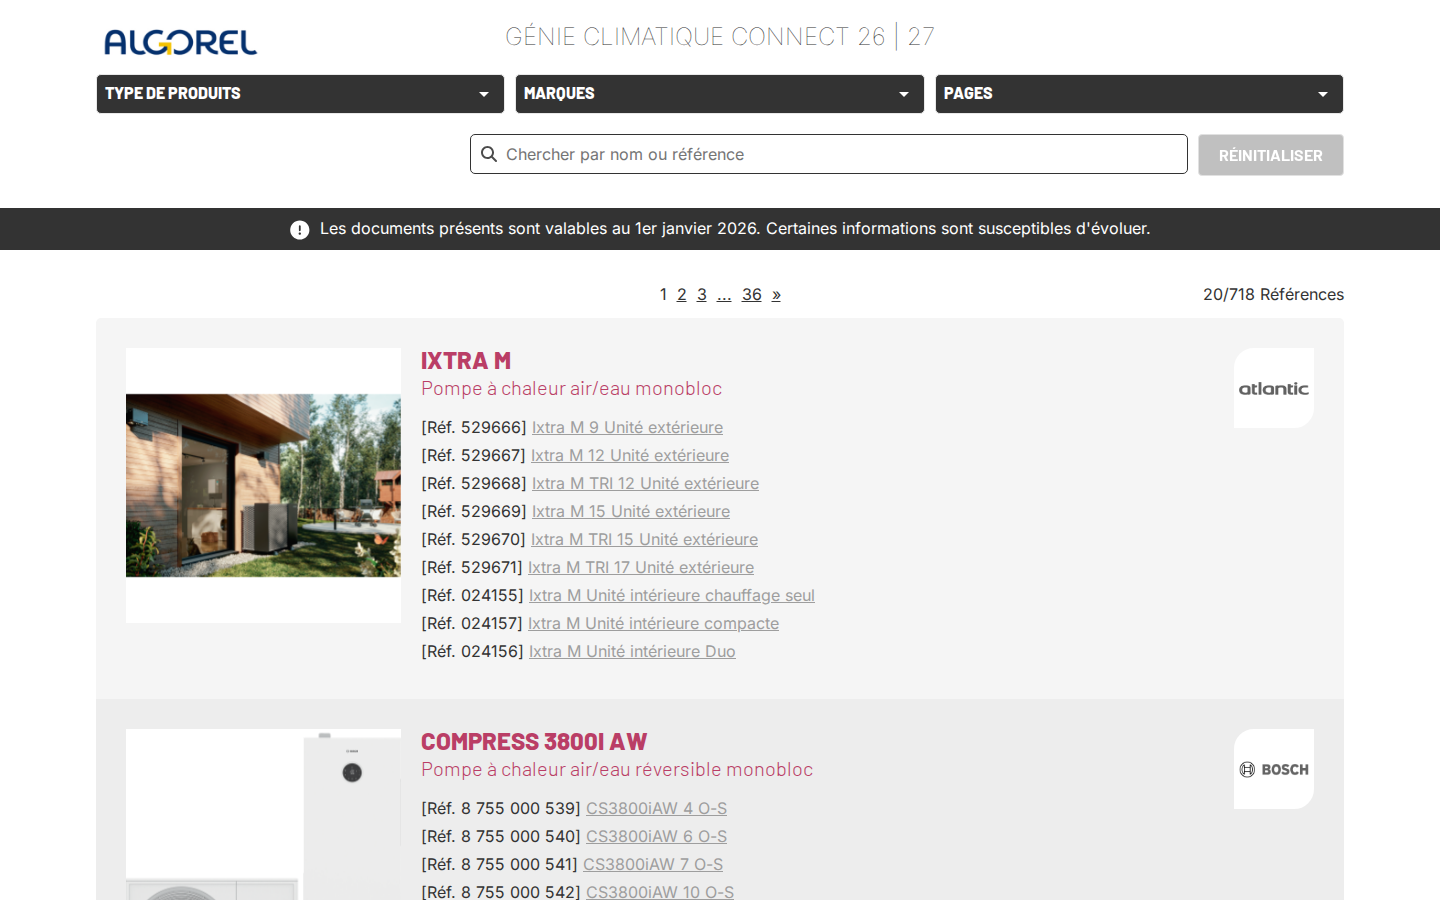 ALGOREL
GÉNIE CLIMATIQUE CONNECT 26 | 27
TYPE DE PRODUITS
MARQUES
PAGES
Chercher par nom ou référence
RÉINITIALISER
Les documents présents sont valables au 1er janvier 2026. Certaines informations sont susceptibles d'évoluer.
1 2 3 ... 36 »
20/718 Références
IXTRA M
Pompe à chaleur air/eau monobloc
atlantic
[Réf. 529666] Ixtra M 9 Unité extérieure
[Réf. 529667] Ixtra M 12 Unité extérieure
[Réf. 529668] Ixtra M TRI 12 Unité extérieure
[Réf. 529669] Ixtra M 15 Unité extérieure
[Réf. 529670] Ixtra M TRI 15 Unité extérieure
[Réf. 529671] Ixtra M TRI 17 Unité extérieure
[Réf. 024155] Ixtra M Unité intérieure chauffage seul
[Réf. 024157] Ixtra M Unité intérieure compacte
[Réf. 024156] Ixtra M Unité intérieure Duo
COMPRESS 3800I AW
Pompe à chaleur air/eau réversible monobloc
BOSCH
[Réf. 8 755 000 539] CS3800iAW 4 O-S
[Réf. 8 755 000 540] CS3800iAW 6 O-S
[Réf. 8 755 000 541] CS3800iAW 7 O-S
[Réf. 8 755 000 542] CS3800iAW 10 O-S